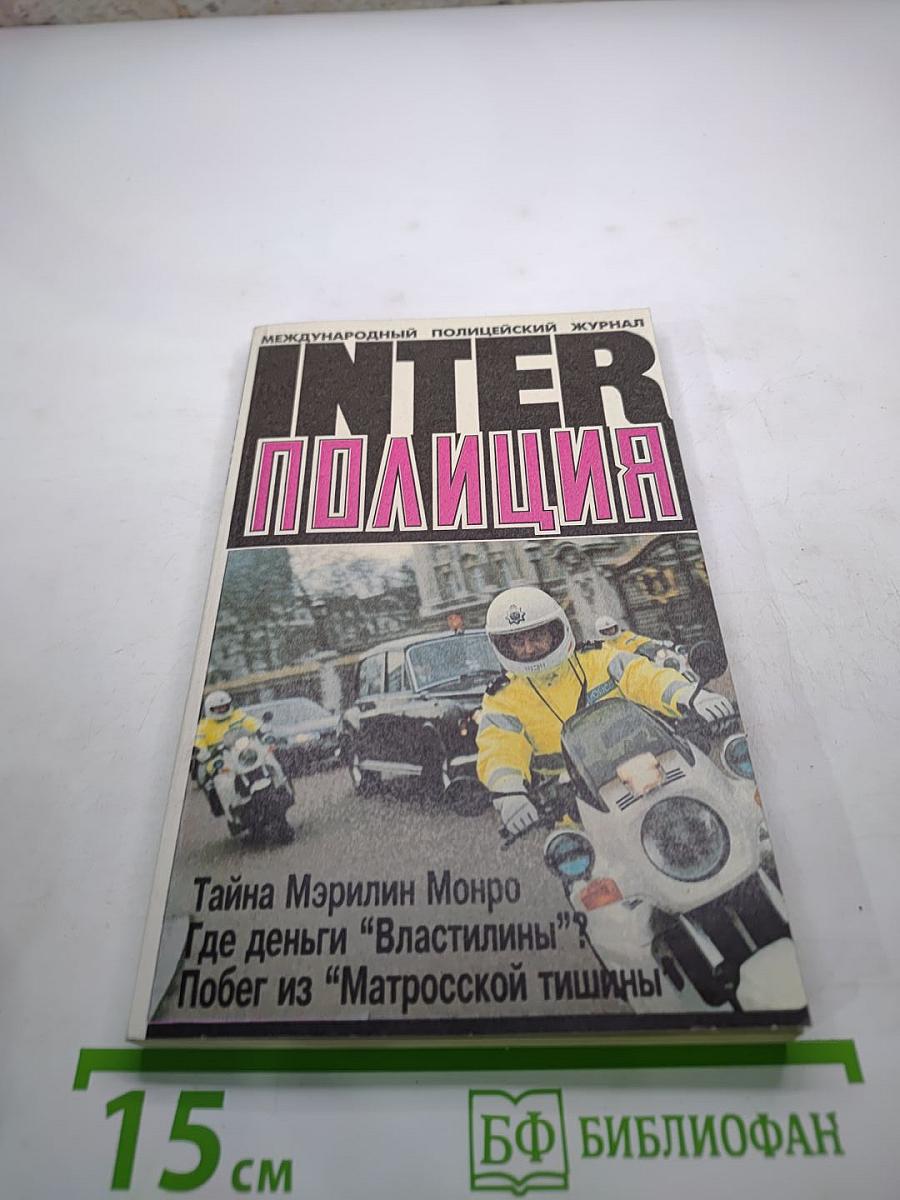 МЕЖДУНАРОДНЫЙ ПОЛИЦЕЙСКИЙ ЖУРНАЛ
INTER
ПОЛИЦИЯ
Тайна Мэрилин Монро
Где деньги "Властилины"?
Побег из "Матросской тишины"
15 см
БФ БИБЛИОФАН